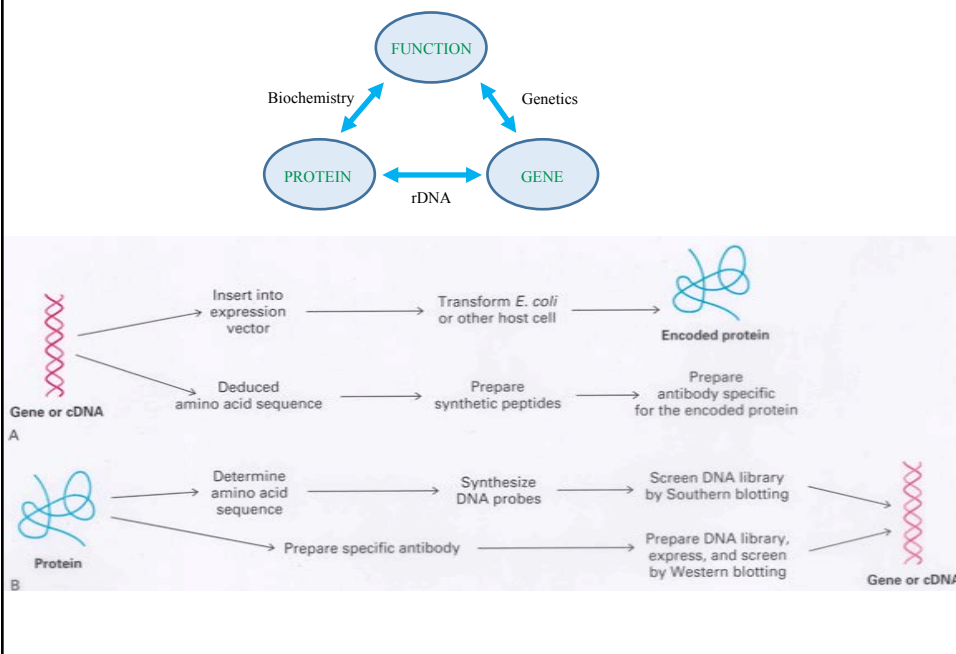 FUNCTION
Biochemistry
Genetics
PROTEIN
GENE
rDNA
Insert into
expression
vector
Transform E. coli
or other host cell
Encoded protein
Deduced
amino acid sequence
Prepare
synthetic peptides
Prepare
antibody specific
for the encoded protein
Gene or cDNA
A
Determine
amino acid
sequence
Synthesize
DNA probes
Screen DNA library
by Southern blotting
Prepare specific antibody
Prepare DNA library,
express, and screen
by Western blotting
Protein
Gene or cDNA
B